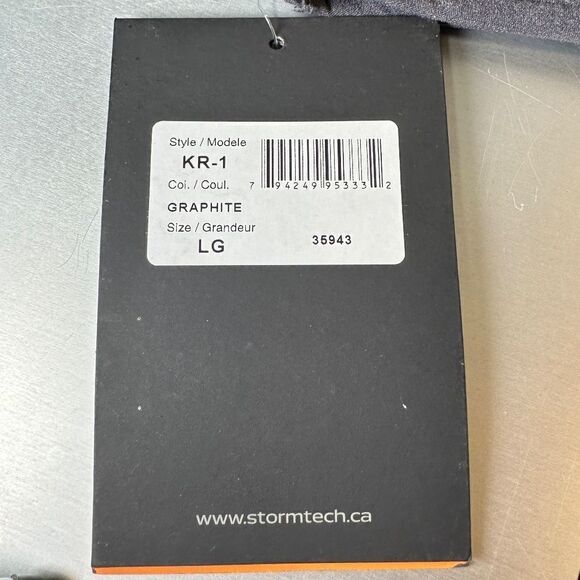 Style / Modele
KR-1
Col. / Coul.
7 94249 95333 2
GRAPHITE
Size / Grandeur
LG
35943
www.stormtech.ca